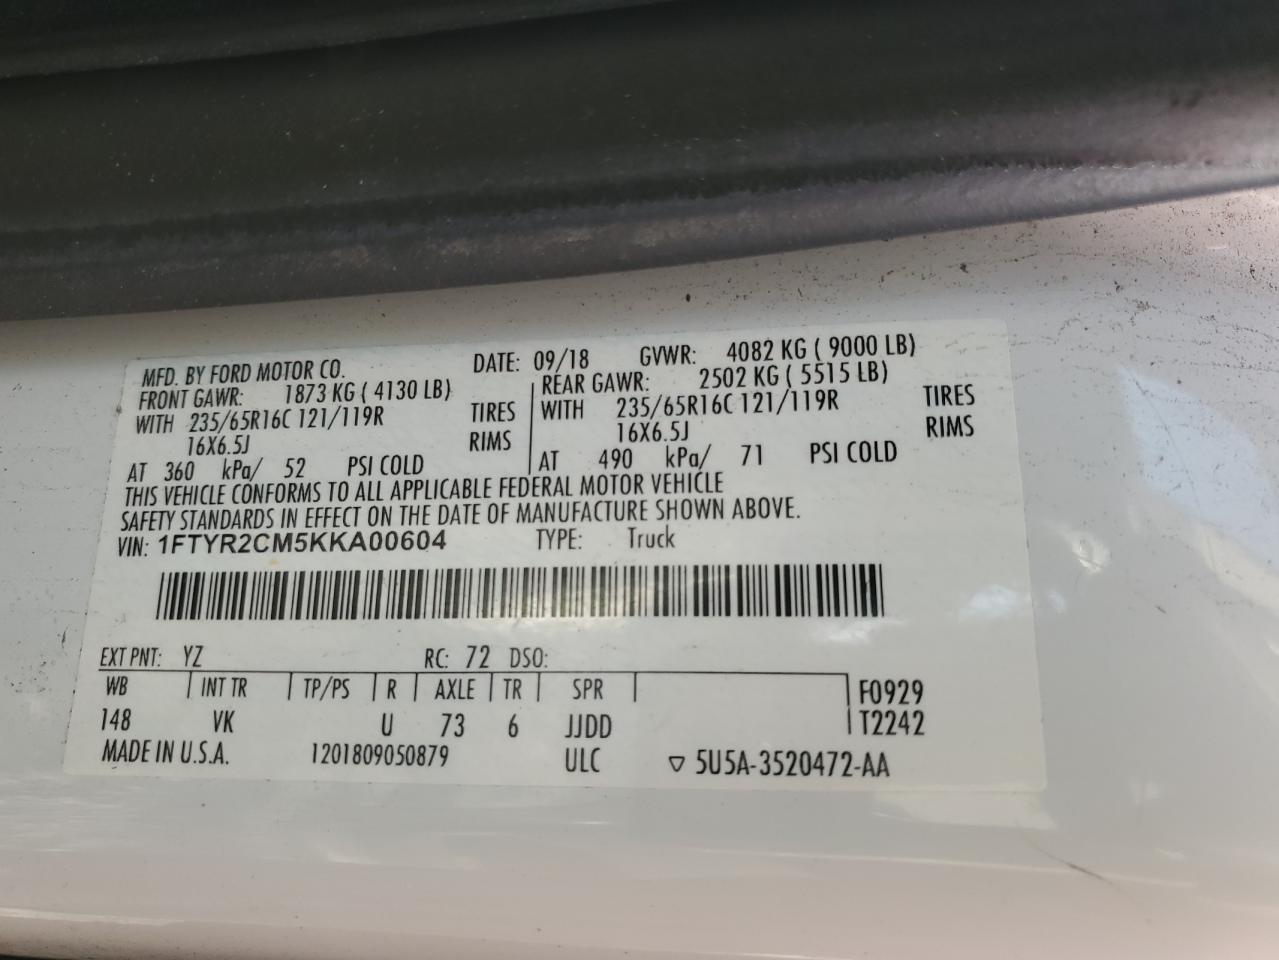 MFD. BY FORD MOTOR CO. DATE: 09/18 GVWR: 4082 KG ( 9000 LB)
FRONT GAWR: 1873 KG ( 4130 LB) REAR GAWR: 2502 KG ( 5515 LB)
WITH 235/65R16C 121/119R TIRES WITH 235/65R16C 121/119R TIRES
16X6.5J RIMS 16X6.5J RIMS
AT 360 kPa/ 52 PSI COLD AT 490 kPa/ 71 PSI COLD
THIS VEHICLE CONFORMS TO ALL APPLICABLE FEDERAL MOTOR VEHICLE
SAFETY STANDARDS IN EFFECT ON THE DATE OF MANUFACTURE SHOWN ABOVE.
VIN: 1FTYR2CM5KKA00604 TYPE: Truck
EXT PNT: YZ RC: 72 DSO:
WB INT TR TP/PS R AXLE TR SPR F0929
148 VK U 73 6 JJDD T2242
MADE IN U.S.A. 1201809050879 ULC ▽ 5U5A-3520472-AA